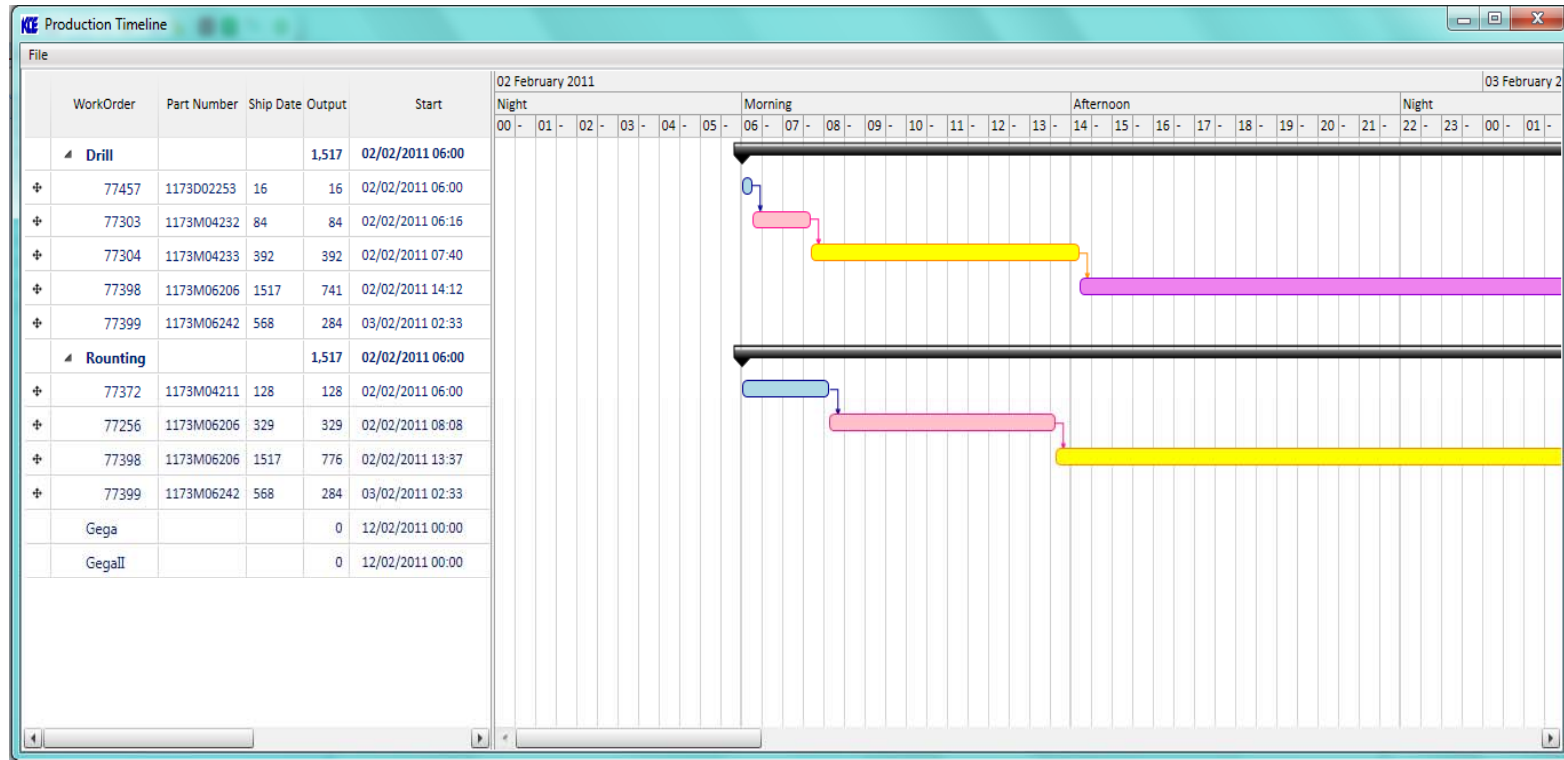 KCE Production Timeline
File
WorkOrder Part Number Ship Date Output Start
02 February 2011 03 February 2
Night Morning Afternoon Night
00 - 01 - 02 - 03 - 04 - 05 - 06 - 07 - 08 - 09 - 10 - 11 - 12 - 13 - 14 - 15 - 16 - 17 - 18 - 19 - 20 - 21 - 22 - 23 - 00 - 01 -
Drill 1,517 02/02/2011 06:00
77457 1173D02253 16 16 02/02/2011 06:00
77303 1173M04232 84 84 02/02/2011 06:16
77304 1173M04233 392 392 02/02/2011 07:40
77398 1173M06206 1517 741 02/02/2011 14:12
77399 1173M06242 568 284 03/02/2011 02:33
Rounting 1,517 02/02/2011 06:00
77372 1173M04211 128 128 02/02/2011 06:00
77256 1173M06206 329 329 02/02/2011 08:08
77398 1173M06206 1517 776 02/02/2011 13:37
77399 1173M06242 568 284 03/02/2011 02:33
Gega 0 12/02/2011 00:00
GegaII 0 12/02/2011 00:00